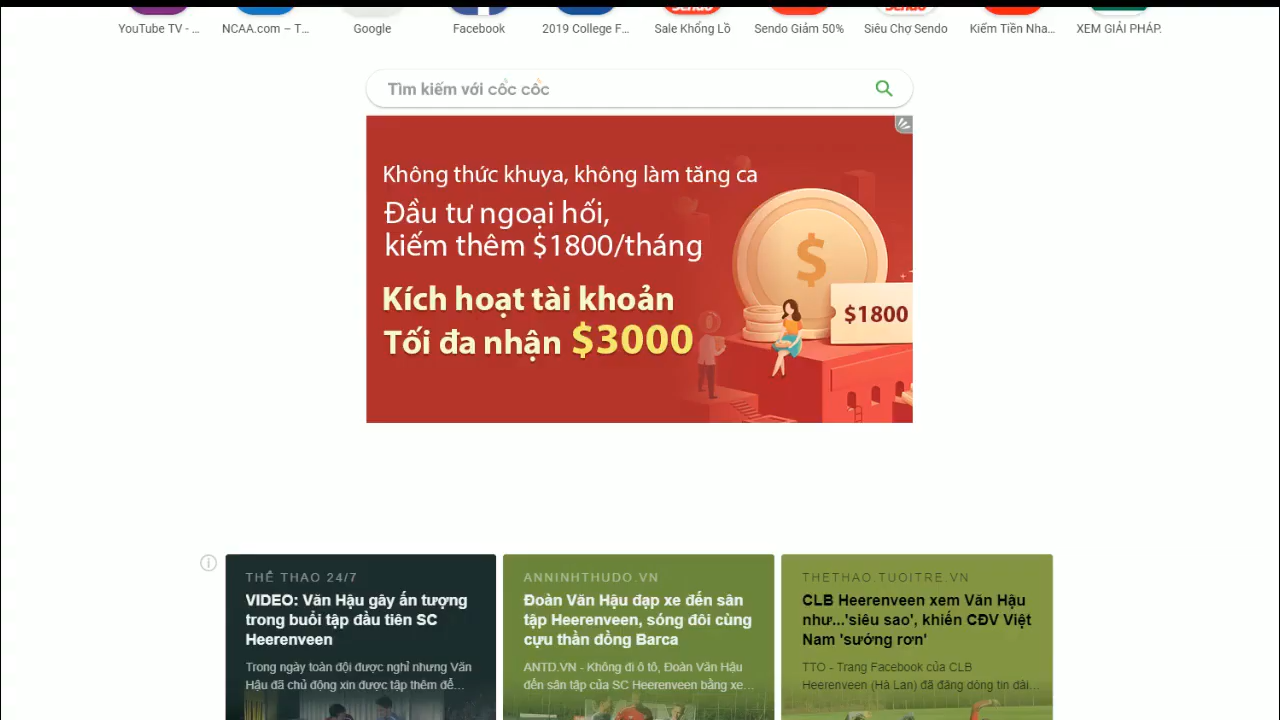 YouTube TV - ...
NCAA.com – T...
Google
Facebook
2019 College F...
Sale Khổng Lồ
Sendo Giảm 50%
Siêu Chợ Sendo
Kiếm Tiền Nha...
XEM GIẢI PHÁP.
Tìm kiếm với cốc cốc
Không thức khuya, không làm tăng ca
Đầu tư ngoại hối,
kiếm thêm $1800/tháng
Kích hoạt tài khoản
Tối đa nhận $3000
$
$1800
THỂ THAO 24/7
VIDEO: Văn Hậu gây ấn tượng
trong buổi tập đầu tiên SC
Heerenveen
Trong ngày toàn đội được nghỉ nhưng Văn
Hậu đã chủ động xin được tập thêm để...
ANNINHTHUDO.VN
Đoàn Văn Hậu đạp xe đến sân
tập Heerenveen, sóng đôi cùng
cựu thần đồng Barca
ANTD.VN - Không đi ô tô, Đoàn Văn Hậu
đến sân tập của SC Heerenveen bằng xe...
THETHAO.TUOITRE.VN
CLB Heerenveen xem Văn Hậu
như...'siêu sao', khiến CĐV Việt
Nam 'sướng rơn'
TTO - Trang Facebook của CLB
Heerenveen (Hà Lan) đã đăng dòng tin dài...